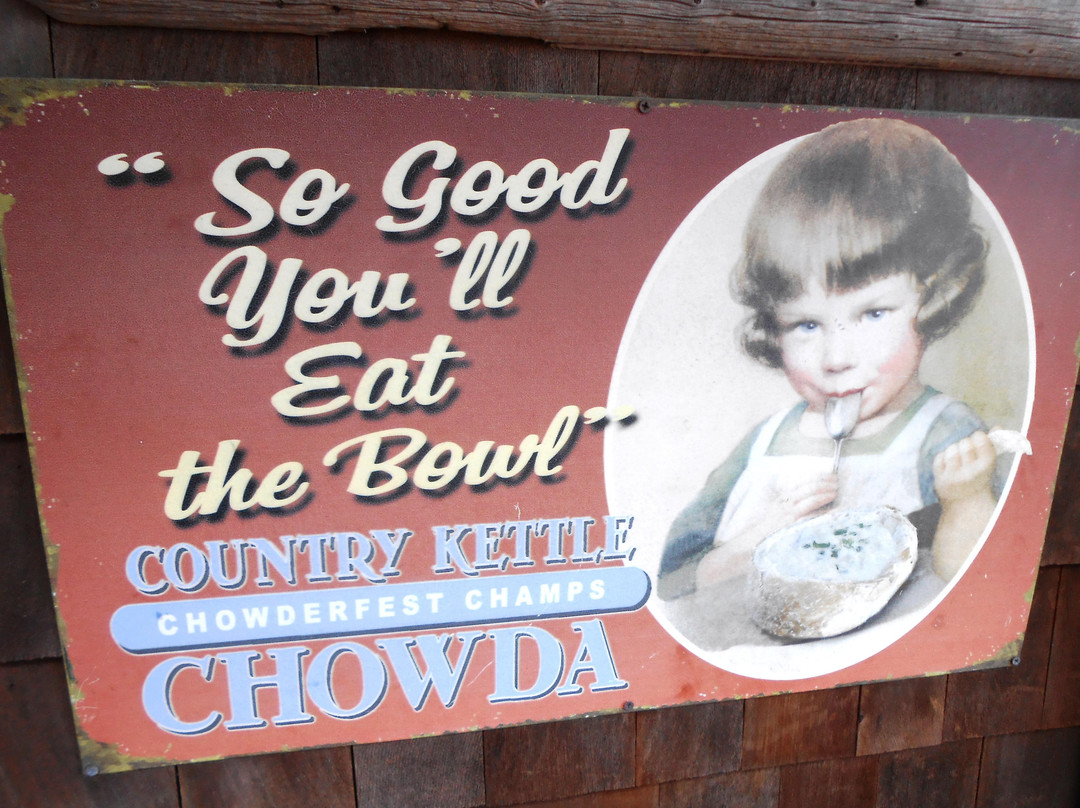 “So Good
You'll
Eat
the Bowl”
COUNTRY KETTLE
CHOWDERFEST CHAMPS
CHOWDA